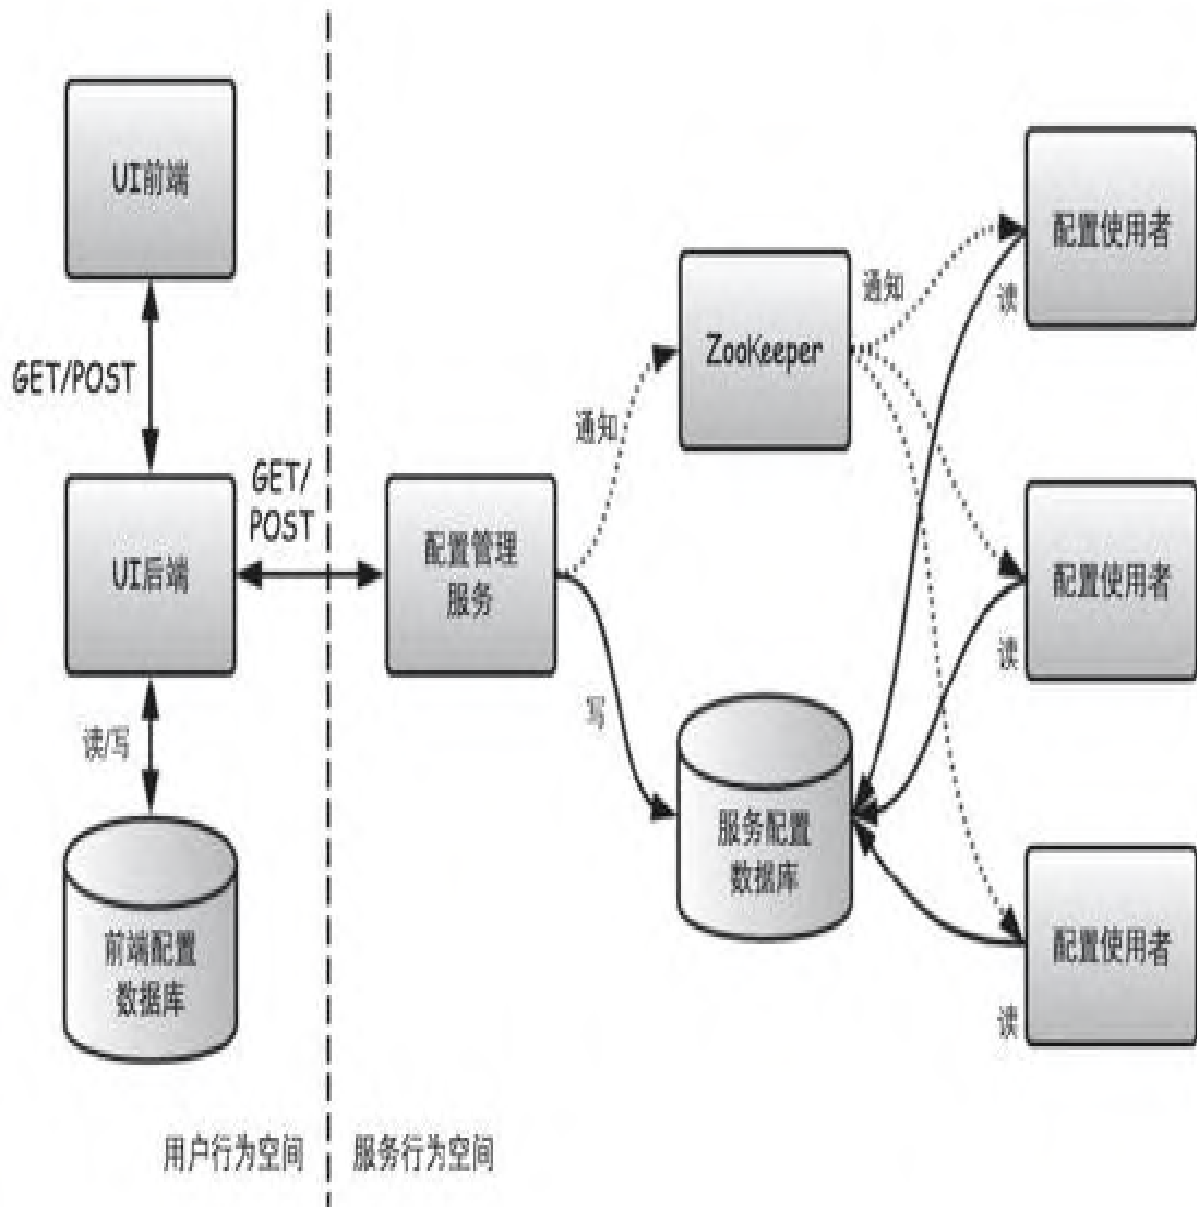 UI前端
GET/POST
UI后端
读/写
前端配置
数据库
用户行为空间
GET/
POST
配置管理
服务
通知
写
ZooKeeper
服务配置
数据库
通知
配置使用者
读
配置使用者
读
配置使用者
读
服务行为空间